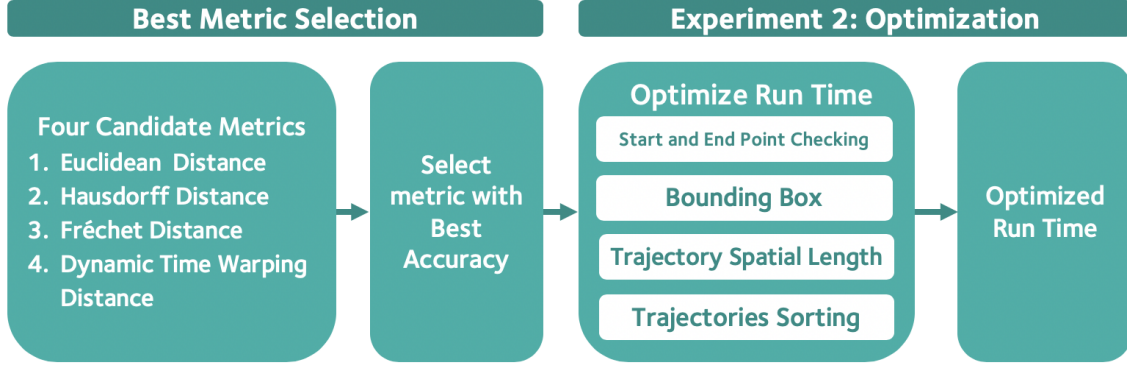 Best Metric Selection
Experiment 2: Optimization
Four Candidate Metrics
1. Euclidean Distance
2. Hausdorff Distance
3. Fréchet Distance
4. Dynamic Time Warping
Distance
Select
metric with
Best
Accuracy
Optimize Run Time
Start and End Point Checking
Bounding Box
Trajectory Spatial Length
Trajectories Sorting
Optimized
Run Time